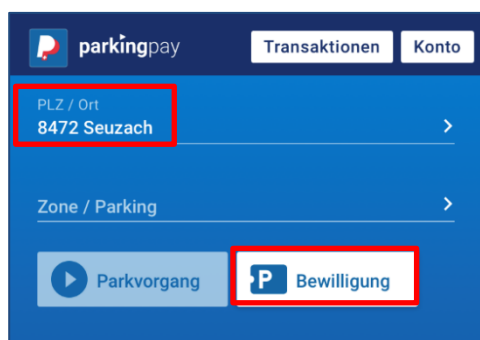 parkingpay Transaktionen Konto
PLZ / Ort
8472 Seuzach
Zone / Parking
Parkvorgang P Bewilligung